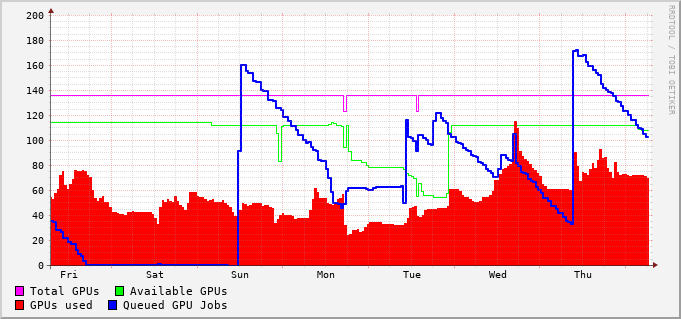 200
180
160
140
120
100
80
60
40
20
0
Fri Sat Sun Mon Tue Wed Thu
Total GPUs Available GPUs
GPUs used Queued GPU Jobs
RRDTOOL / TOBI OETIKER